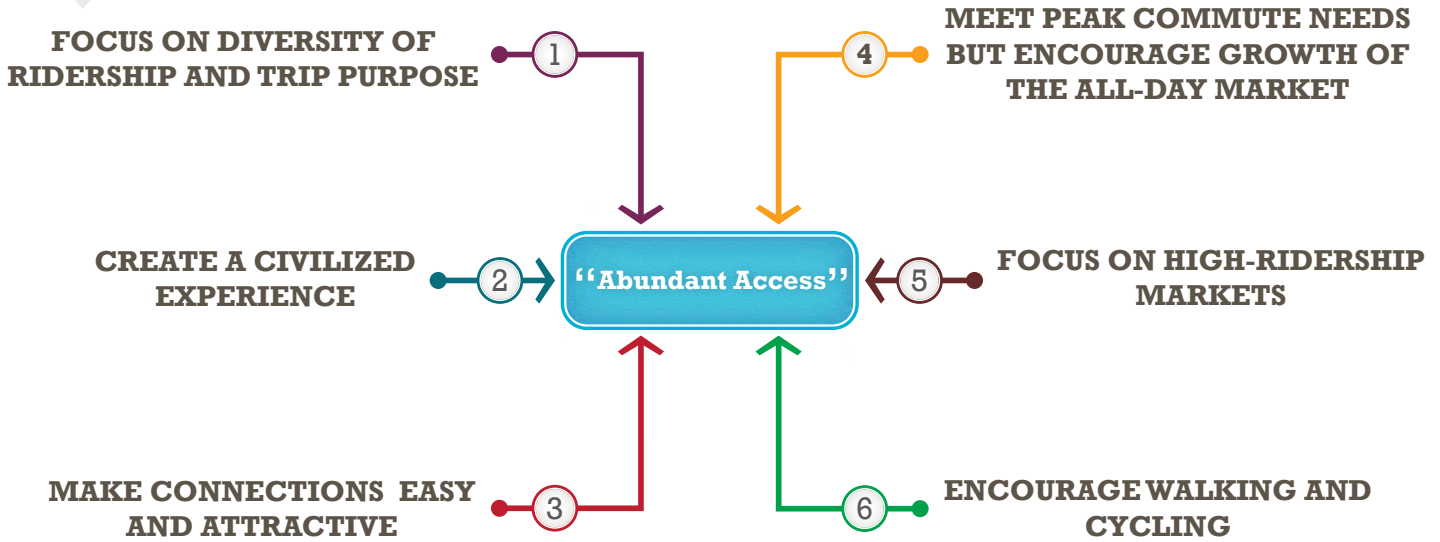 1
FOCUS ON DIVERSITY OF
RIDERSHIP AND TRIP PURPOSE
2
CREATE A CIVILIZED
EXPERIENCE
3
MAKE CONNECTIONS EASY
AND ATTRACTIVE
“Abundant Access”
4
MEET PEAK COMMUTE NEEDS
BUT ENCOURAGE GROWTH OF
THE ALL-DAY MARKET
5
FOCUS ON HIGH-RIDERSHIP
MARKETS
6
ENCOURAGE WALKING AND
CYCLING